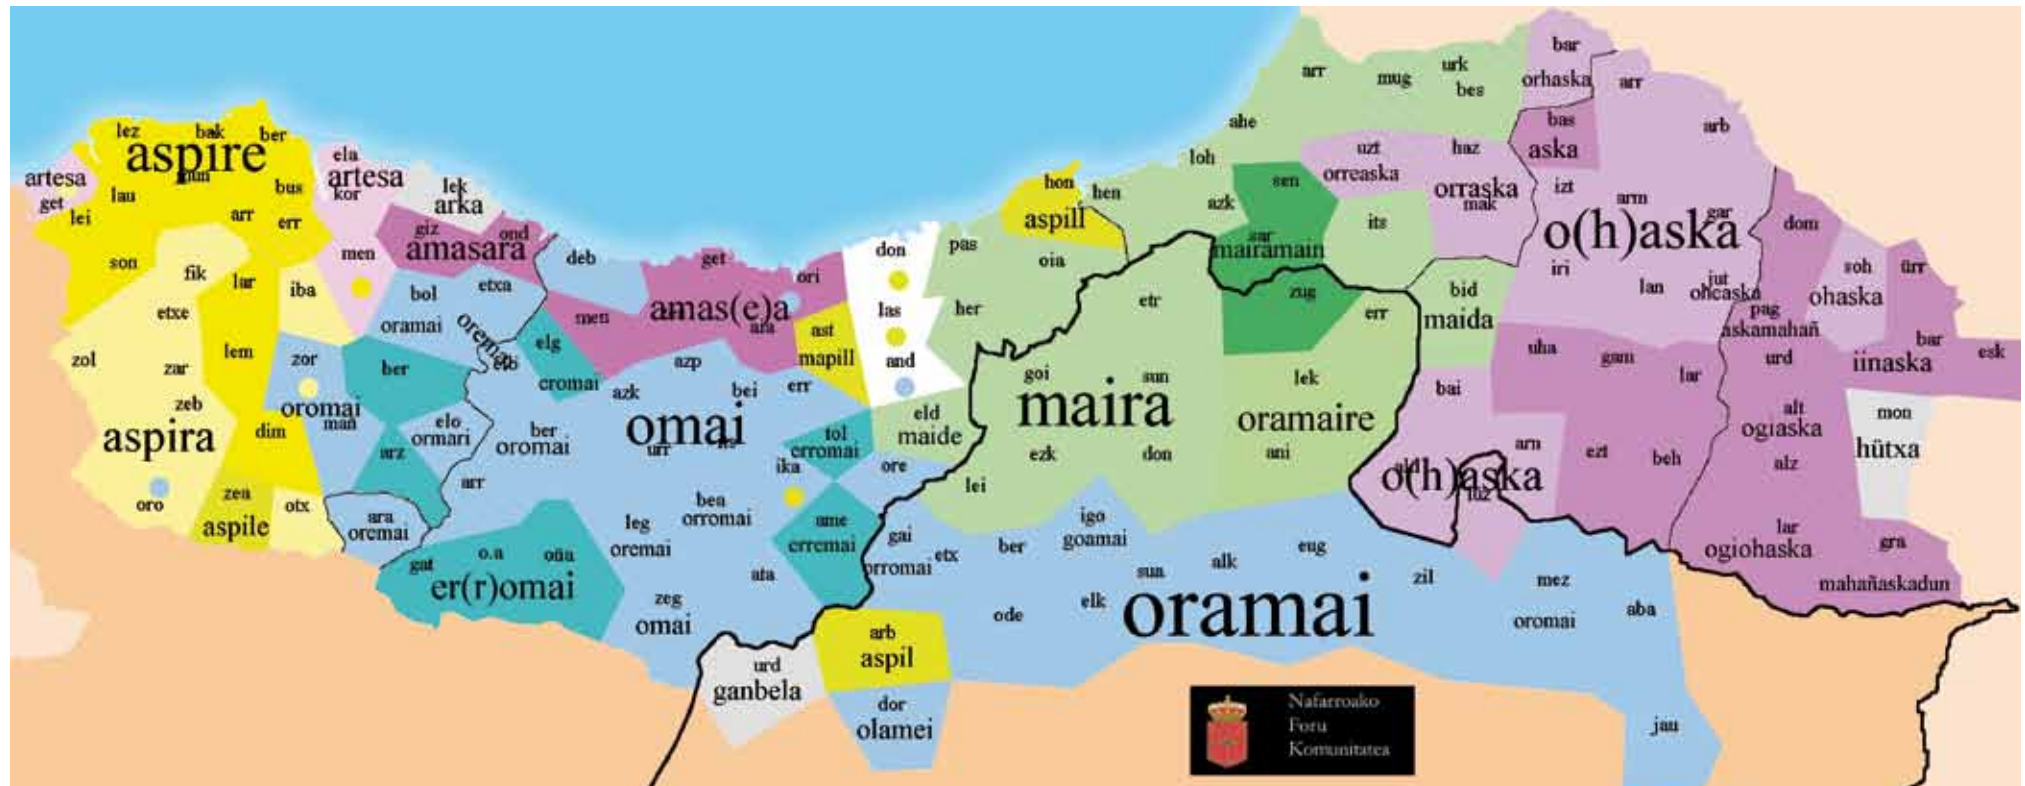 bar
arr
mug
urk
bes
orhaska
arr
lez
bak
ber
aspire
ahe
bas
aska
arb
ela
artesa
kor
artesa
get
lau
bus
lek
arka
loh
uzt
orreaska
haz
orraska
mak
izt
arm
gar
o(h)aska
lei
arr
err
giz
ond
amasara
hon
hen
aspill
azk
sen
sar
mairamain
its
dom
son
men
deb
get
ori
don
pas
oia
iri
lan
jut
soh
ürr
ohaska
fik
lar
iba
bol
etxa
oramai
etxe
men
amas(e)a
ara
las
her
etr
zug
err
bid
maida
pag
askamahañ
bar
iinaska
esk
zol
zar
lem
zor
ber
elg
azp
ast
mapill
and
uha
gam
lar
urd
zeb
aspira
dim
oromai
mañ
elo
ormari
arz
azk
bei
err
omai
ber
oromai
urr
ika
tol
erromai
eld
maide
ore
goi
sun
maira
lek
oramaire
bai
alt
ogiaska
mon
hütxa
ezk
don
ani
arn
o(h)aska
ezt
beh
alz
oro
zea
aspile
otx
ara
oremai
arr
leg
oremai
bea
orromai
ame
erremai
lei
gai
orromai
etx
ber
igo
goamai
lar
ogiohaska
gra
mahañaskadun
gat
o.a
oña
er(r)omai
ata
zeg
omai
ode
elk
sua
alk
eug
zil
oramai
mez
oromai
aba
urd
ganbela
arb
aspil
dor
olamei
jau
Nafarroako
Foru
Komunitatea